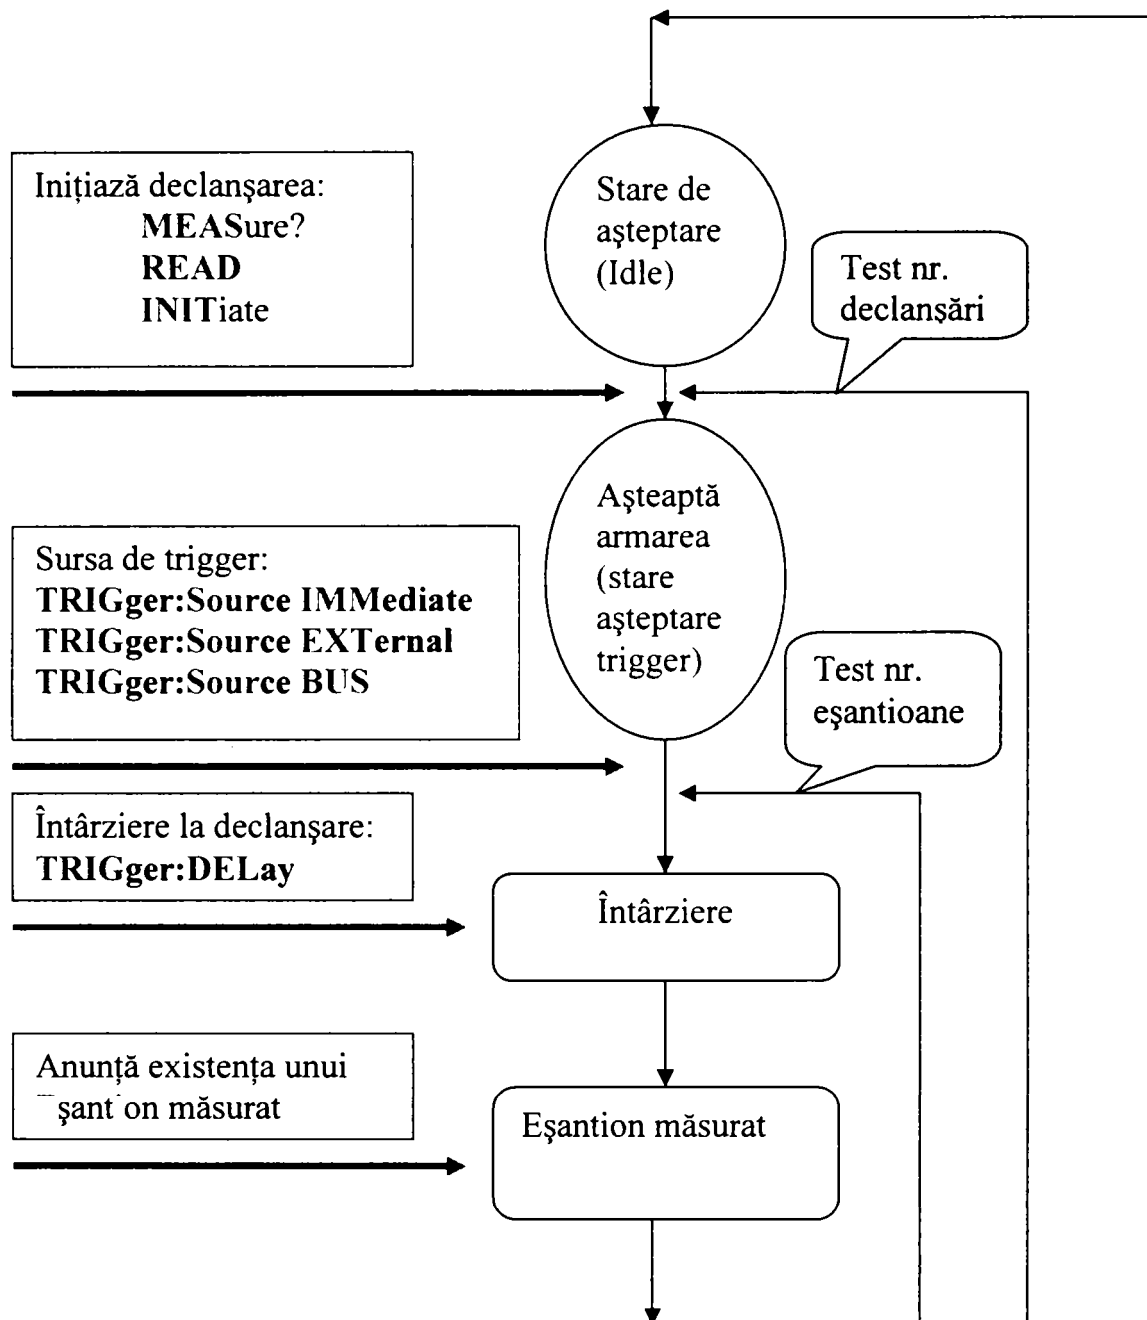 Inițiază declanșarea:
MEASure?
READ
INITiate
Stare de
așteptare
(Idle)
Test nr.
declanșări
Așteaptă
armarea
(stare
așteptare
trigger)
Sursa de trigger:
TRIGger:Source IMMediate
TRIGger:Source EXTernal
TRIGger:Source BUS
Test nr.
eșantioane
Întârziere la declanșare:
TRIGger:DELay
Întârziere
Anunță existența unui
măsurat
Eșantion măsurat